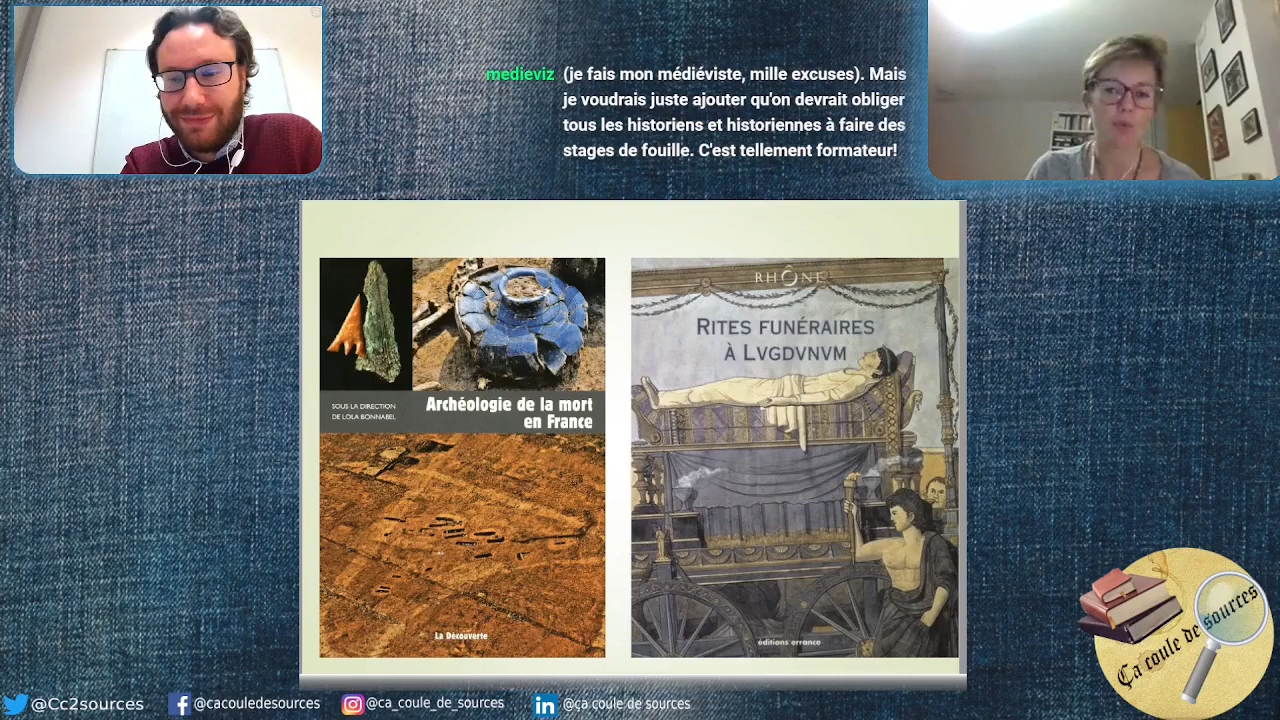 medieviz (je fais mon médiéviste, mille excuses). Mais
je voudrais juste ajouter qu'on devrait obliger
tous les historiens et historiennes à faire des
stages de fouille. C'est tellement formateur!
SOUS LA DIRECTION
DE LOLA BONNABEL
Archéologie de la mort
en France
La Découverte
RHÔNE
RITES FUNÉRAIRES
À LVGDVNVM
éditions errance
Ça coule de sources
@Cc2sources
@cacouledesources
@ca_coule_de_sources
@ça coule de sources